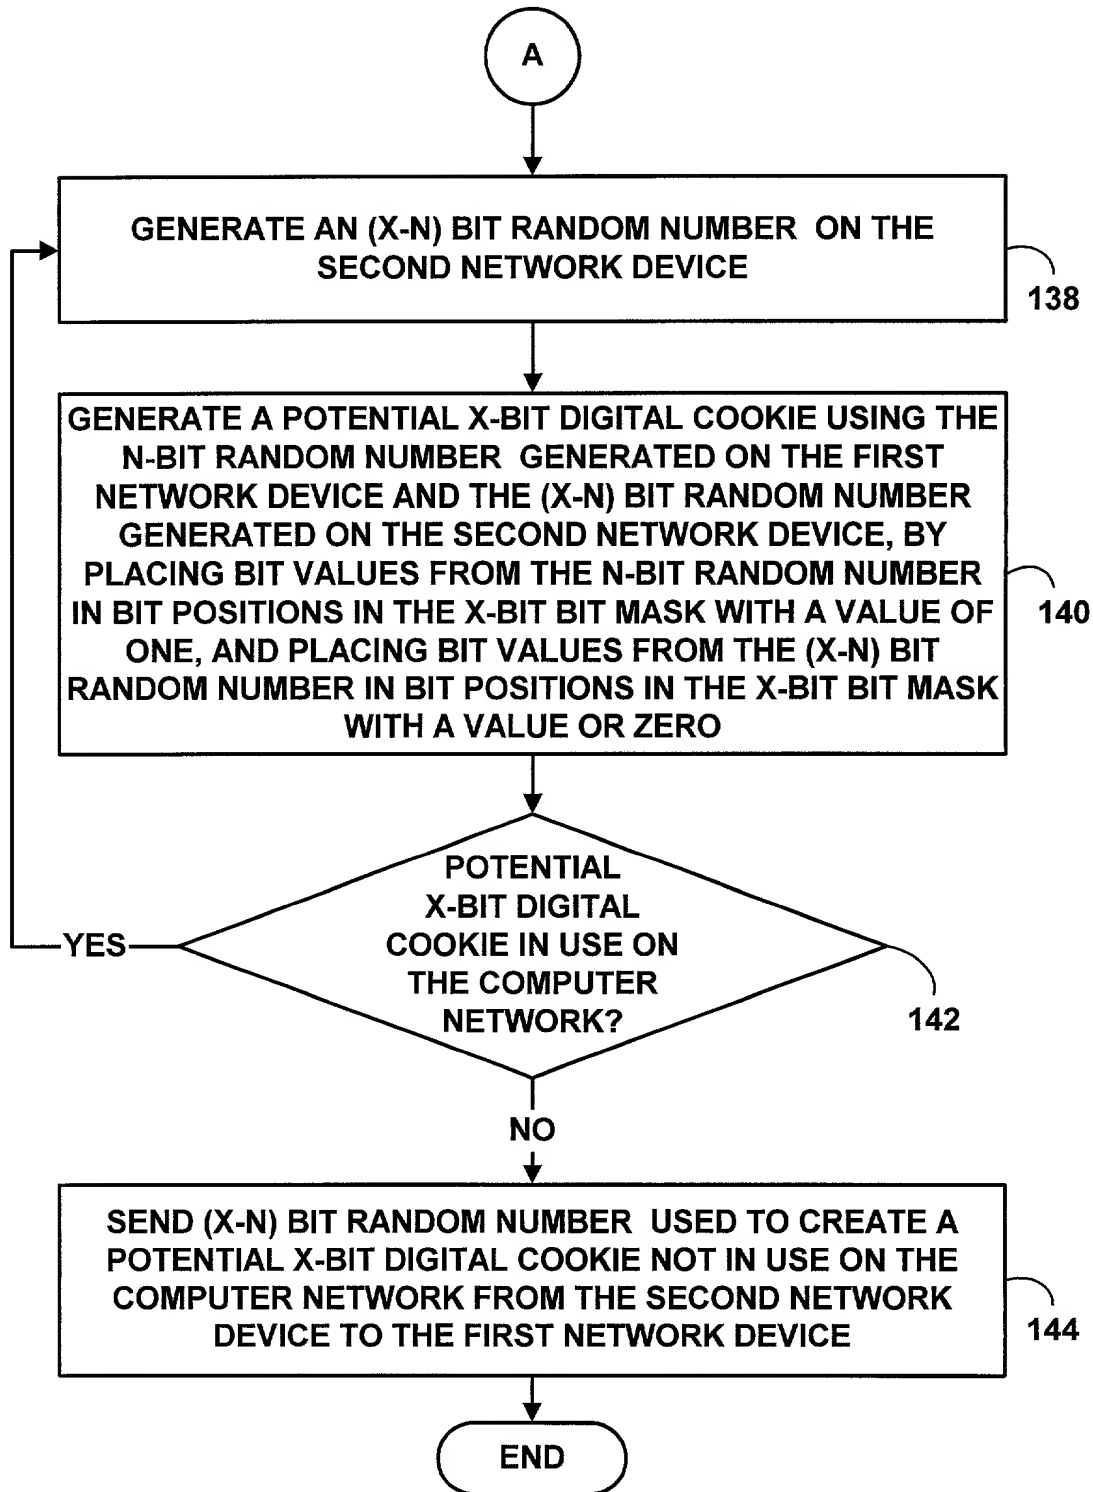 A
GENERATE AN (X-N) BIT RANDOM NUMBER ON THE
SECOND NETWORK DEVICE
138
GENERATE A POTENTIAL X-BIT DIGITAL COOKIE USING THE
N-BIT RANDOM NUMBER GENERATED ON THE FIRST
NETWORK DEVICE AND THE (X-N) BIT RANDOM NUMBER
GENERATED ON THE SECOND NETWORK DEVICE, BY
PLACING BIT VALUES FROM THE N-BIT RANDOM NUMBER
IN BIT POSITIONS IN THE X-BIT BIT MASK WITH A VALUE OF
ONE, AND PLACING BIT VALUES FROM THE (X-N) BIT
RANDOM NUMBER IN BIT POSITIONS IN THE X-BIT BIT MASK
WITH A VALUE OR ZERO
140
POTENTIAL
X-BIT DIGITAL
COOKIE IN USE ON
THE COMPUTER
NETWORK?
YES
142
NO
SEND (X-N) BIT RANDOM NUMBER USED TO CREATE A
POTENTIAL X-BIT DIGITAL COOKIE NOT IN USE ON THE
COMPUTER NETWORK FROM THE SECOND NETWORK
DEVICE TO THE FIRST NETWORK DEVICE
144
END